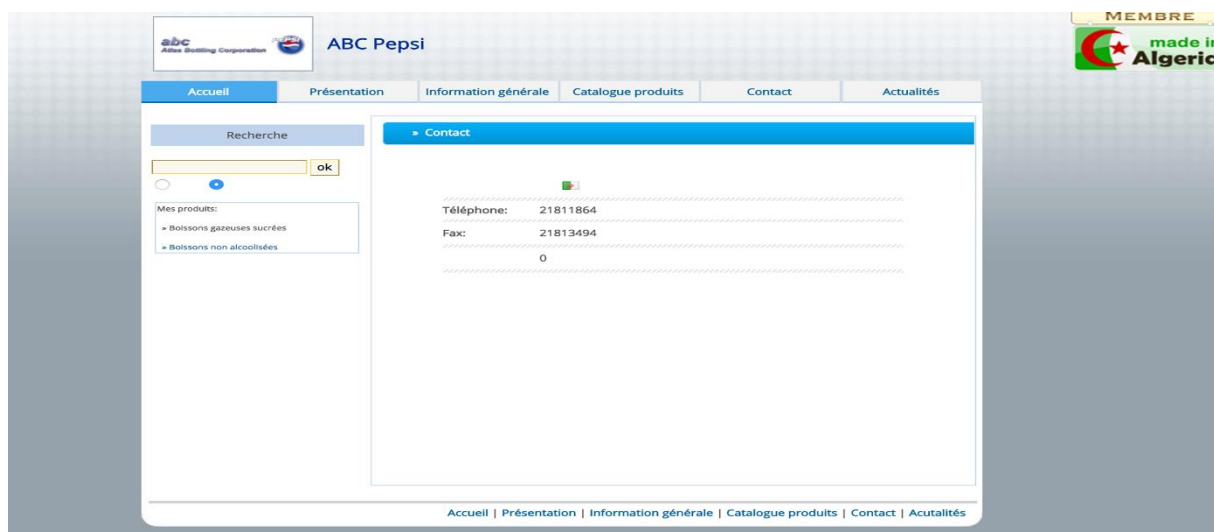 abc
Atlas Bottling Corporation
ABC Pepsi
MEMBRE
made in
Algeria
Accueil Présentation Information générale Catalogue produits Contact Actualités
Recherche
ok
Mes produits:
» Boissons gazeuses sucrées
» Boissons non alcoolisées
» Contact
Téléphone: 21811864
Fax: 21813494
0
Accueil | Présentation | Information générale | Catalogue produits | Contact | Acutalités